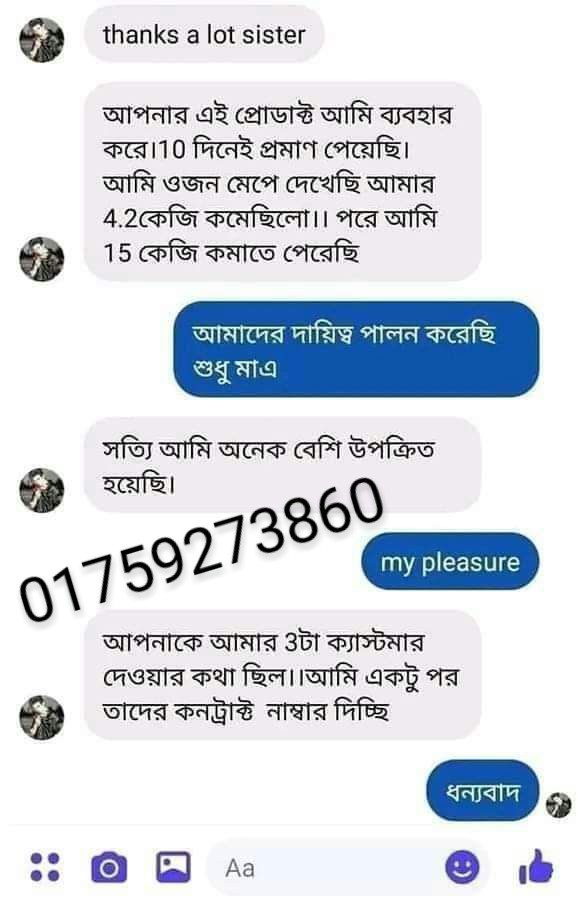 thanks a lot sister
আপনার এই প্রোডাক্ট আমি ব্যবহার
করে।10 দিনেই প্রমাণ পেয়েছি।
আমি ওজন মেপে দেখেছি আমার
4.2কেজি কমেছিলো।। পরে আমি
15 কেজি কমাতে পেরেছি
আমাদের দায়িত্ব পালন করেছি
শুধু মাএ
সত্যি আমি অনেক বেশি উপক্রিত
হয়েছি।
01759273860
my pleasure
আপনাকে আমার 3টা ক্যাস্টমার
দেওয়ার কথা ছিল।।আমি একটু পর
তাদের কনট্রাক্ট নাম্বার দিচ্ছি
ধন্যবাদ
Aa